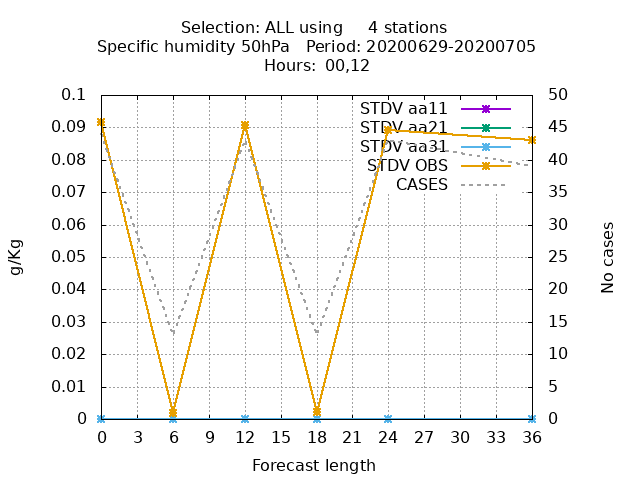 Selection: ALL using     4 stations
Specific humidity 50hPa   Period: 20200629-20200705
Hours: 00,12
STDV aa11
STDV aa21
STDV aa31
STDV OBS
CASES
0.1
0.09
0.08
0.07
0.06
0.05
0.04
0.03
0.02
0.01
0
50
45
40
35
30
25
20
15
10
5
0
g/Kg
No cases
0 3 6 9 12 15 18 21 24 27 30 33 36
Forecast length